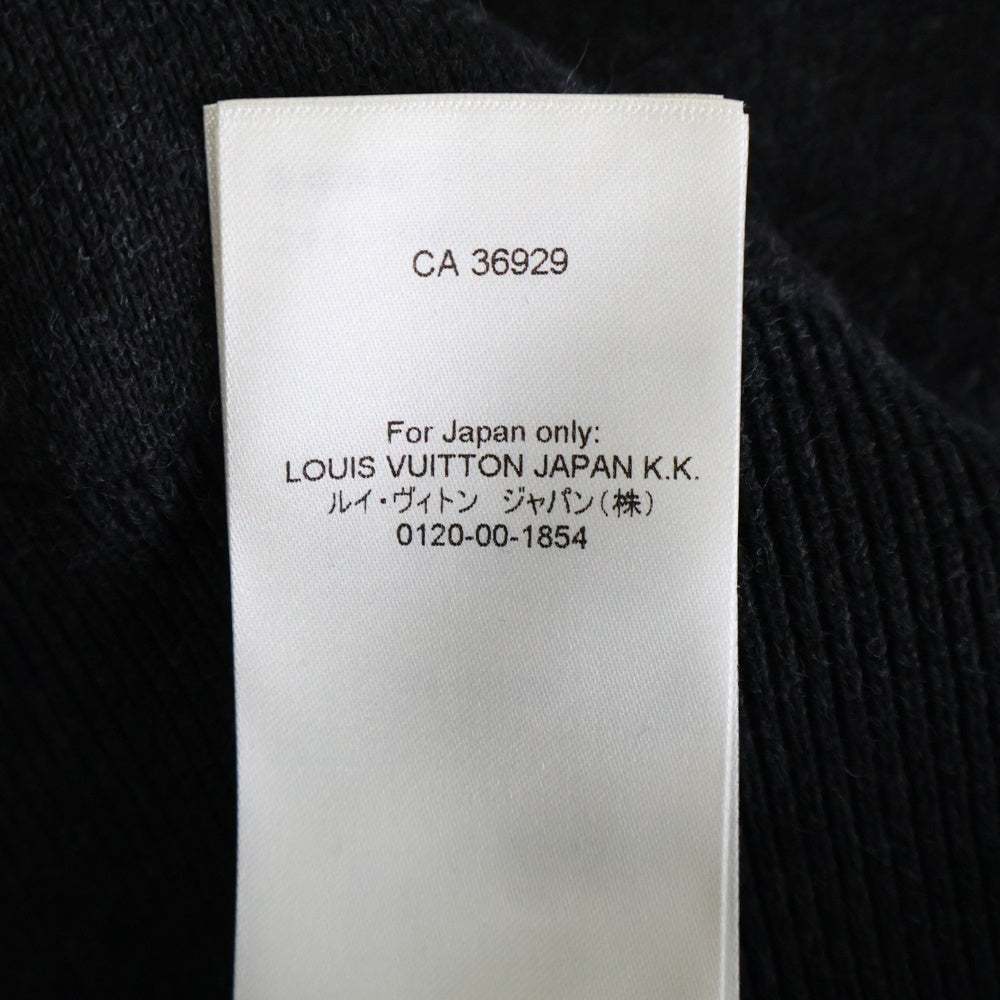 CA 36929
For Japan only:
LOUIS VUITTON JAPAN K.K.
ルイ・ヴィトン　ジャパン（株）
0120-00-1854